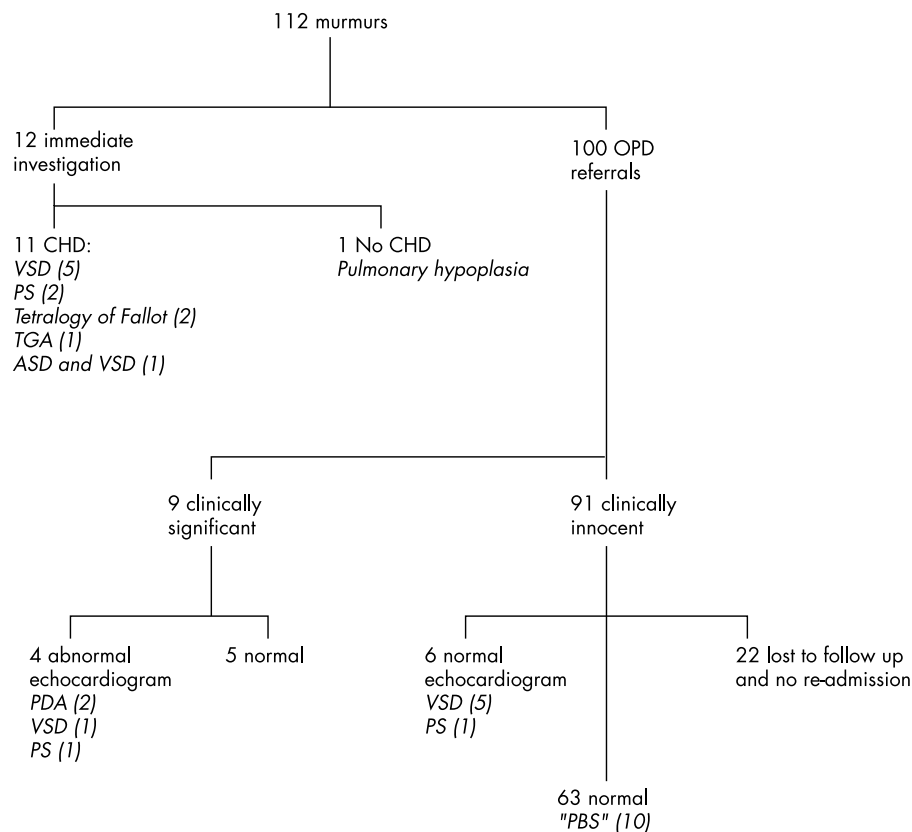 112 murmurs
12 immediate
investigation
100 OPD
referrals
11 CHD:
VSD (5)
PS (2)
Tetralogy of Fallot (2)
TGA (1)
ASD and VSD (1)
1 No CHD
Pulmonary hypoplasia
9 clinically
significant
91 clinically
innocent
4 abnormal
echocardiogram
PDA (2)
VSD (1)
PS (1)
5 normal
6 normal
echocardiogram
VSD (5)
PS (1)
22 lost to follow up
and no re-admission
63 normal
"PBS" (10)